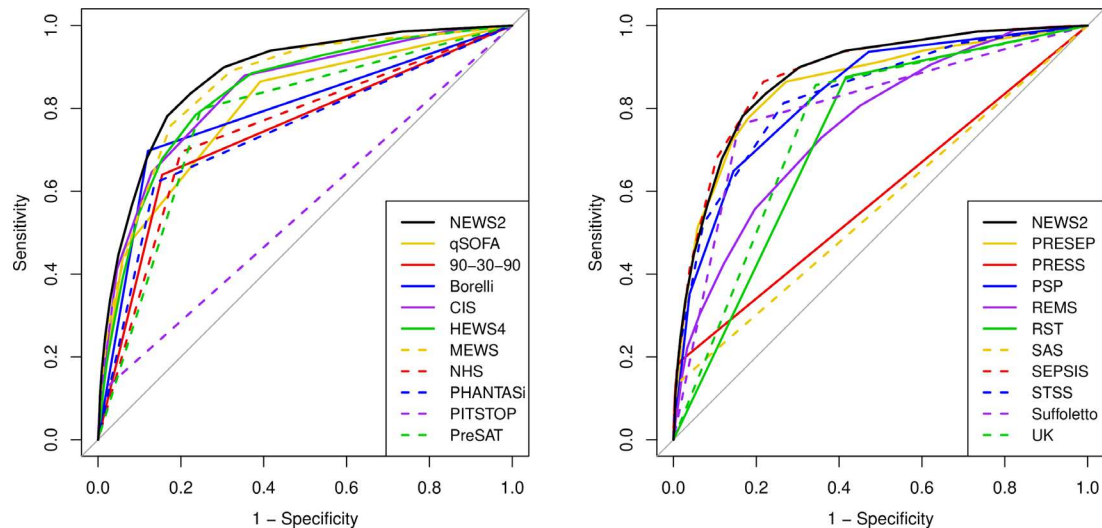 1.0
0.8
0.6
0.4
0.2
0.0
Sensitivity
0.0 0.2 0.4 0.6 0.8 1.0
1 − Specificity
NEWS2
qSOFA
90−30−90
Borelli
CIS
HEWS4
MEWS
NHS
PHANTASi
PITSTOP
PreSAT
1.0
0.8
0.6
0.4
0.2
0.0
Sensitivity
0.0 0.2 0.4 0.6 0.8 1.0
1 − Specificity
NEWS2
PRESEP
PRESS
PSP
REMS
RST
SAS
SEPSIS
STSS
Suffoletto
UK